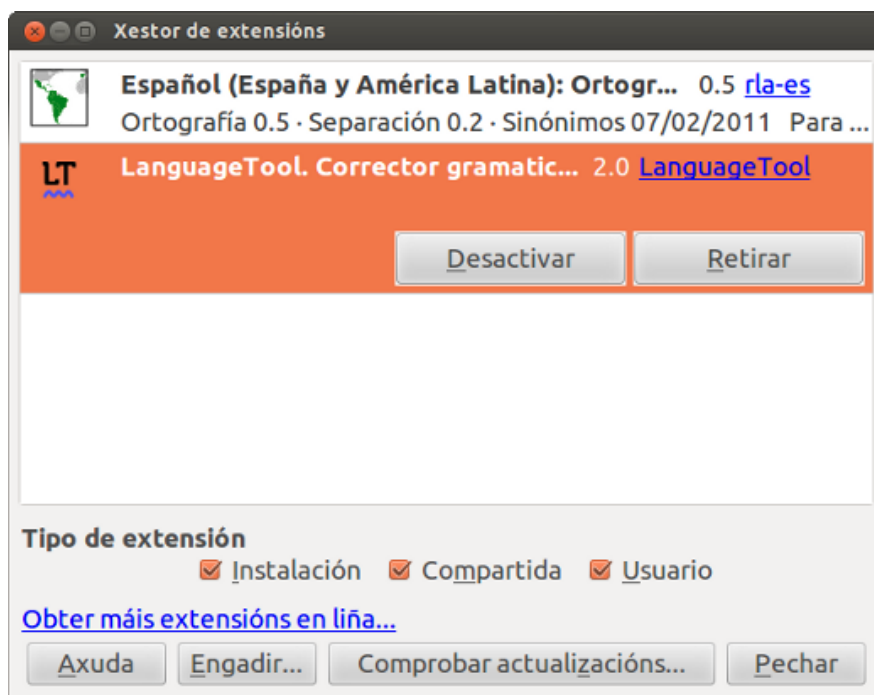 Xestor de extensións
Español (España y América Latina): Ortogr... 0.5 rla-es
Ortografía 0.5 · Separación 0.2 · Sinónimos 07/02/2011 Para ...
LT LanguageTool. Corrector gramatic... 2.0 LanguageTool
Desactivar Retirar
Tipo de extensión
Instalación Compartida Usuario
Obter máis extensións en liña...
Axuda Engadir... Comprobar actualizacións... Pechar